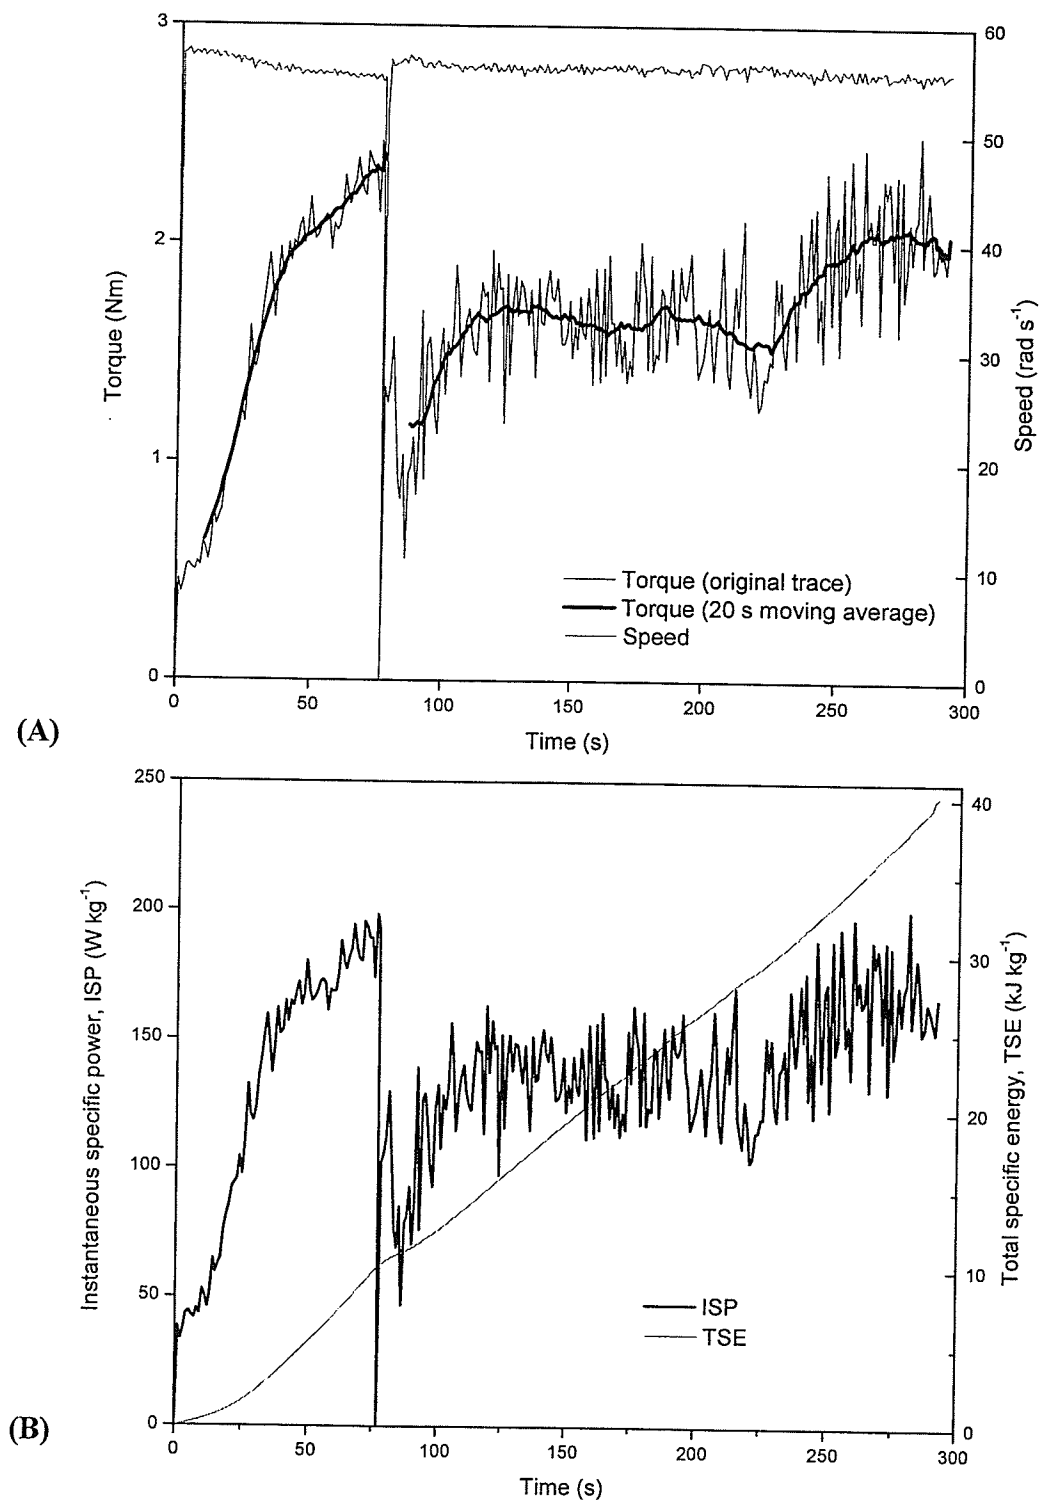 3
2
1
0
Torque (Nm)
60
50
40
30
20
10
0
Speed (rad s-1)
Torque (original trace)
Torque (20 s moving average)
Speed
0
50
100
150
200
250
300
Time (s)
(A)
250
200
150
100
50
0
Instantaneous specific power, ISP (W kg-1)
40
30
20
10
0
Total specific energy, TSE (kJ kg-1)
ISP
TSE
0
50
100
150
200
250
300
Time (s)
(B)